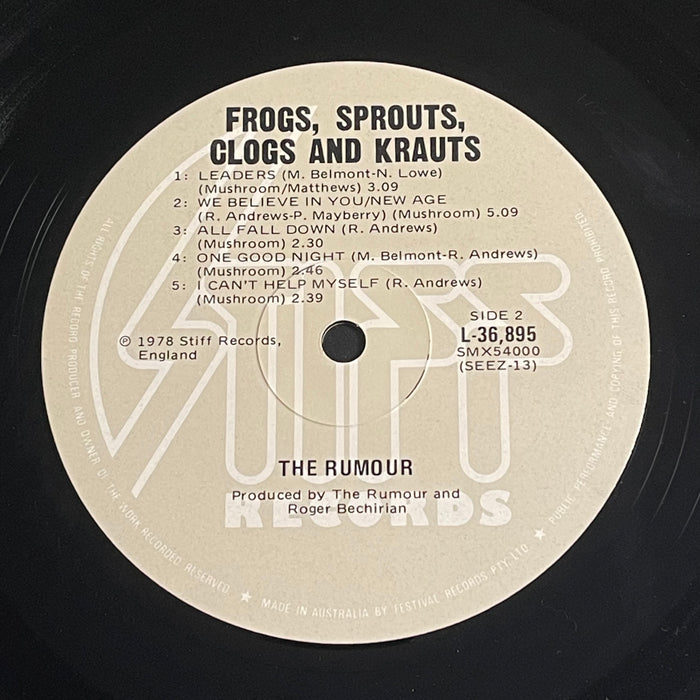 FROGS, SPROUTS,
CLOGS AND KRAUTS
1: LEADERS (M. Belmont-N. Lowe)
(Mushroom/Matthews) 3.09
2: WE BELIEVE IN YOU/NEW AGE
(R. Andrews-P. Mayberry) (Mushroom) 5.09
3: ALL FALL DOWN (R. Andrews)
(Mushroom) 2.30
4: ONE GOOD NIGHT (M. Belmont-R. Andrews)
(Mushroom) 2.46
5: I CAN'T HELP MYSELF (R. Andrews)
(Mushroom) 2.39
℗ 1978 Stiff Records,
England
SIDE 2
L-36,895
SMX54000
(SEEZ-13)
STIFF
RECORDS
THE RUMOUR
Produced by The Rumour and
Roger Bechirian
ALL RIGHTS OF THE RECORD PRODUCER AND OWNER OF THE WORK RECORDED RESERVED ★ MADE IN AUSTRALIA BY FESTIVAL RECORDS PTY. LTD. ★ PUBLIC PERFORMANCE AND COPYING OF THIS RECORD PROHIBITED.